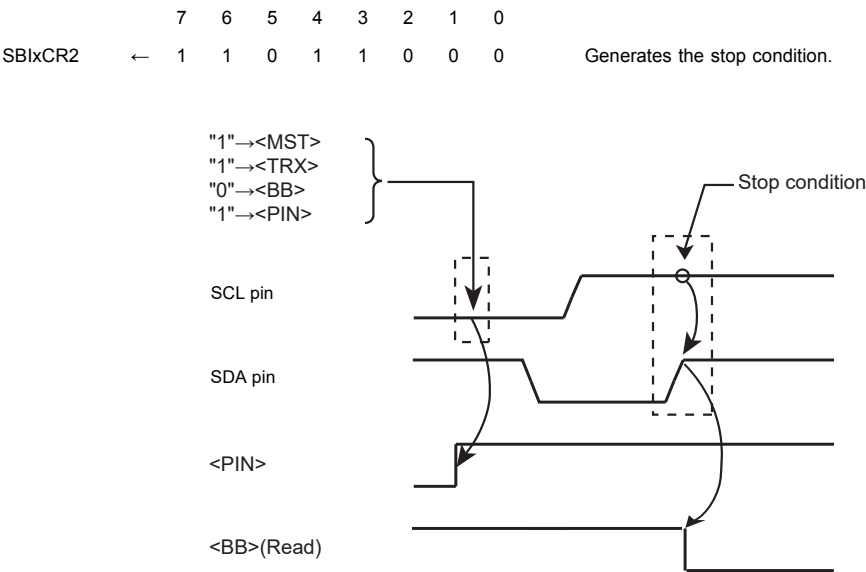 7 6 5 4 3 2 1 0
SBIxCR2 ← 1 1 0 1 1 0 0 0 Generates the stop condition.
"1"→<MST>
"1"→<TRX>
"0"→<BB>
"1"→<PIN>
Stop condition
SCL pin
SDA pin
<PIN>
<BB>(Read)